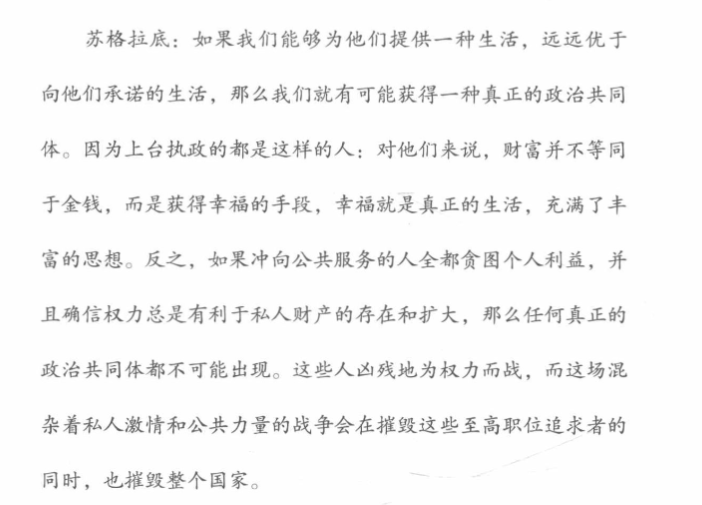 苏格拉底：如果我们能够为他们提供一种生活，远远优于
向他们承诺的生活，那么我们就有可能获得一种真正的政治共同
体。因为上台执政的都是这样的人：对他们来说，财富并不等同
于金钱，而是获得幸福的手段，幸福就是真正的生活，充满了丰
富的思想。反之，如果冲向公共服务的人全都贪图个人利益，并
且确信权力总是有利于私人财产的存在和扩大，那么任何真正的
政治共同体都不可能出现。这些人凶残地为权力而战，而这场混
杂着私人激情和公共力量的战争会在摧毁这些至高职位追求者的
同时，也摧毁整个国家。